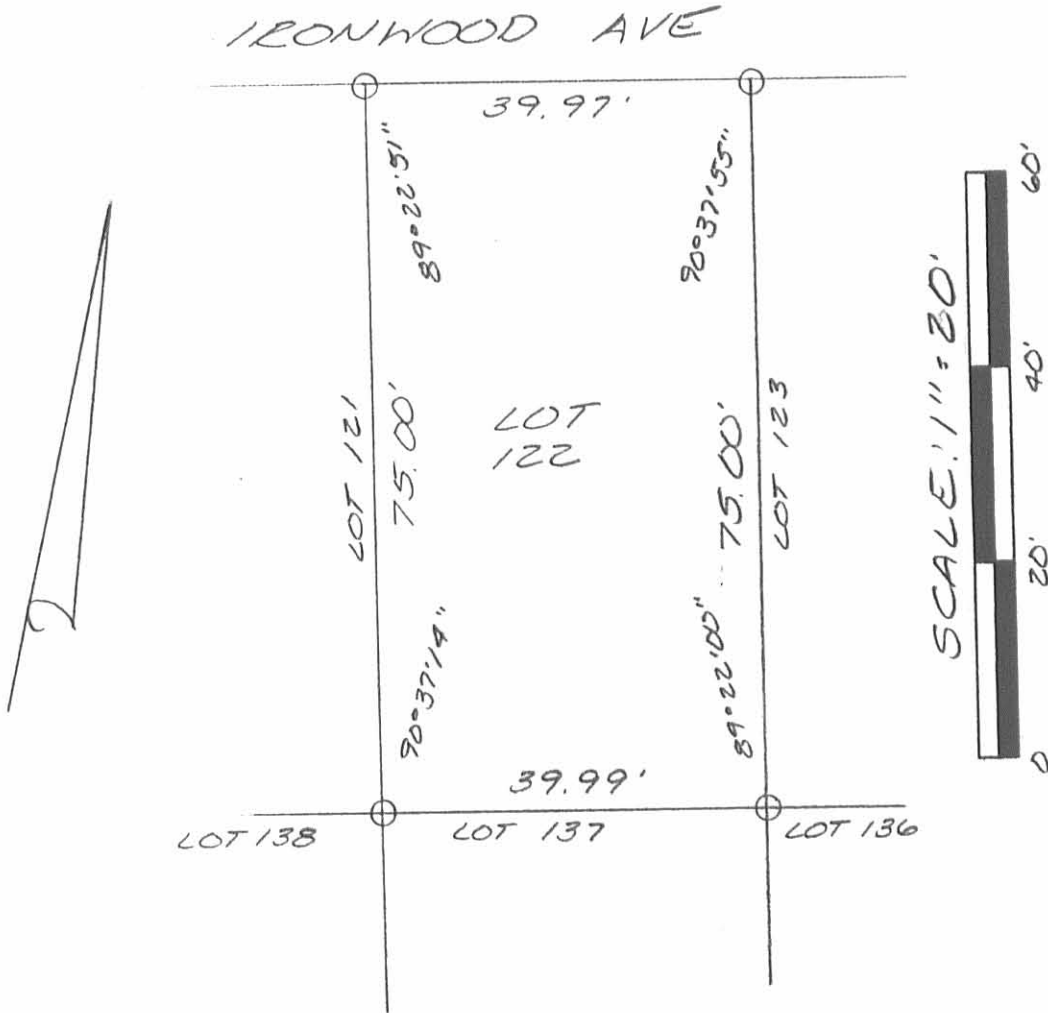 IRONWOOD AVE
39.97'
89°22'51"
90°37'55"
60'
SCALE: 1" = 20'
40'
LOT 121
75.00'
LOT
122
75.00'
LOT 123
20'
90°37'14"
89°22'00"
0
39.99'
LOT 138
LOT 137
LOT 136